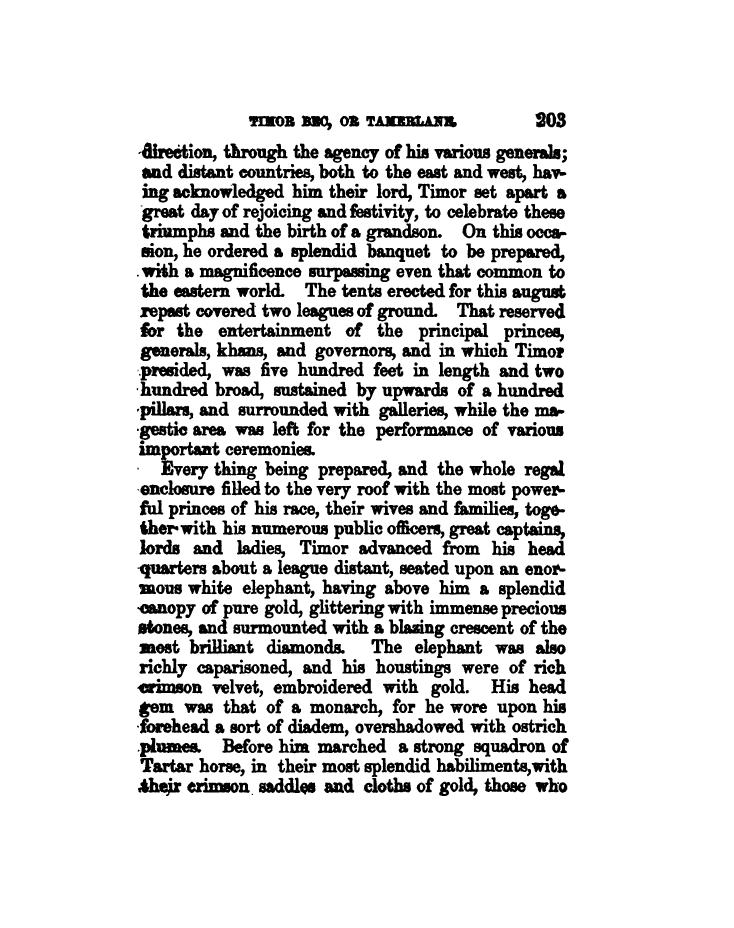 TIMOR BEC, OR TAMERLANE. 203
direction, through the agency of his various generals;
and distant countries, both to the east and west, hav-
ing acknowledged him their lord, Timor set apart a
great day of rejoicing and festivity, to celebrate these
triumphs and the birth of a grandson. On this occa-
sion, he ordered a splendid banquet to be prepared,
with a magnificence surpassing even that common to
the eastern world. The tents erected for this august
repast covered two leagues of ground. That reserved
for the entertainment of the principal princes,
generals, khans, and governors, and in which Timor
presided, was five hundred feet in length and two
hundred broad, sustained by upwards of a hundred
pillars, and surrounded with galleries, while the ma-
gestic area was left for the performance of various
important ceremonies.
Every thing being prepared, and the whole regal
enclosure filled to the very roof with the most power-
ful princes of his race, their wives and families, toge-
ther with his numerous public officers, great captains,
lords and ladies, Timor advanced from his head
quarters about a league distant, seated upon an enor-
mous white elephant, having above him a splendid
canopy of pure gold, glittering with immense precious
stones, and surmounted with a blazing crescent of the
most brilliant diamonds. The elephant was also
richly caparisoned, and his houstings were of rich
crimson velvet, embroidered with gold. His head
gem was that of a monarch, for he wore upon his
forehead a sort of diadem, overshadowed with ostrich
plumes. Before him marched a strong squadron of
Tartar horse, in their most splendid habiliments, with
their crimson saddles and cloths of gold, those who